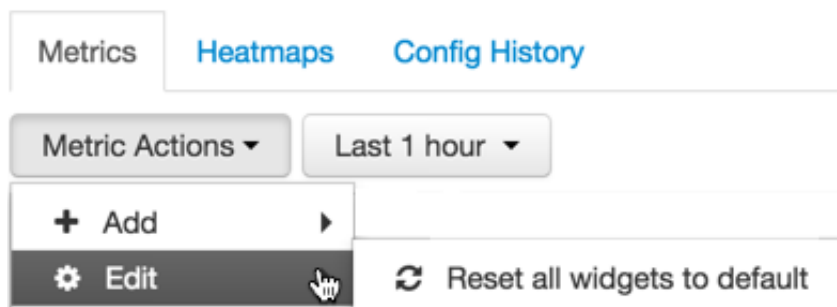 Metrics Heatmaps Config History
Metric Actions Last 1 hour
Add
Edit Reset all widgets to default